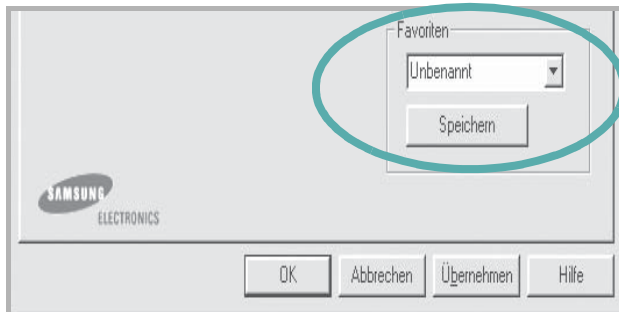 Favoriten
Unbenannt
Speichern
SAMSUNG
ELECTRONICS
OK Abbrechen Übernehmen Hilfe